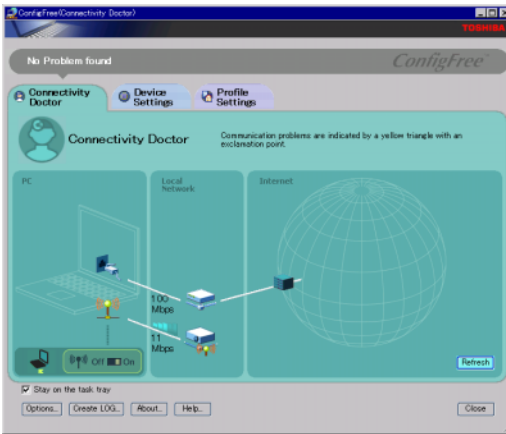 ConfigFree(Connectivity Doctor)
TOSHIBA
No Problem found
ConfigFree™
Connectivity
Doctor
Device
Settings
Profile
Settings
Connectivity Doctor
Communication problems are indicated by a yellow triangle with an
exclamation point.
PC
Local
Network
Internet
100
Mbps
11
Mbps
Off
On
Refresh
Stay on the task tray
Options...
Create LOG...
About...
Help...
Close